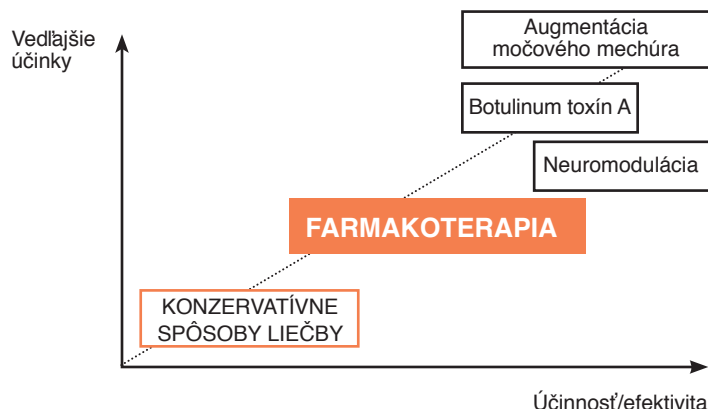 Vedľajšie
účinky
Augmentácia
močového mechúra
Botulinum toxín A
Neuromodulácia
FARMAKOTERAPIA
KONZERVATÍVNE
SPÔSOBY LIEČBY
Účinnosť/efektivita